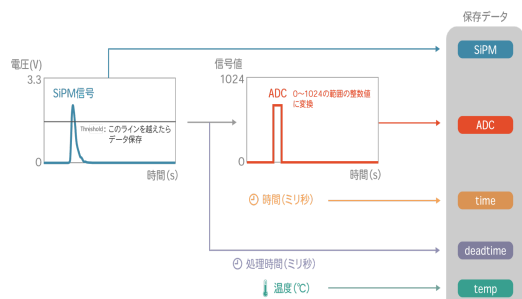 保存データ
電圧(V)
3.3
SiPM信号
Threshold: このラインを越えたら
データ保存
0
時間(s)
信号値
1024
ADC 0〜1024の範囲の整数値
に変換
0
時間(s)
SiPM
ADC
時間(ミリ秒)
time
処理時間(ミリ秒)
deadtime
温度(℃)
temp